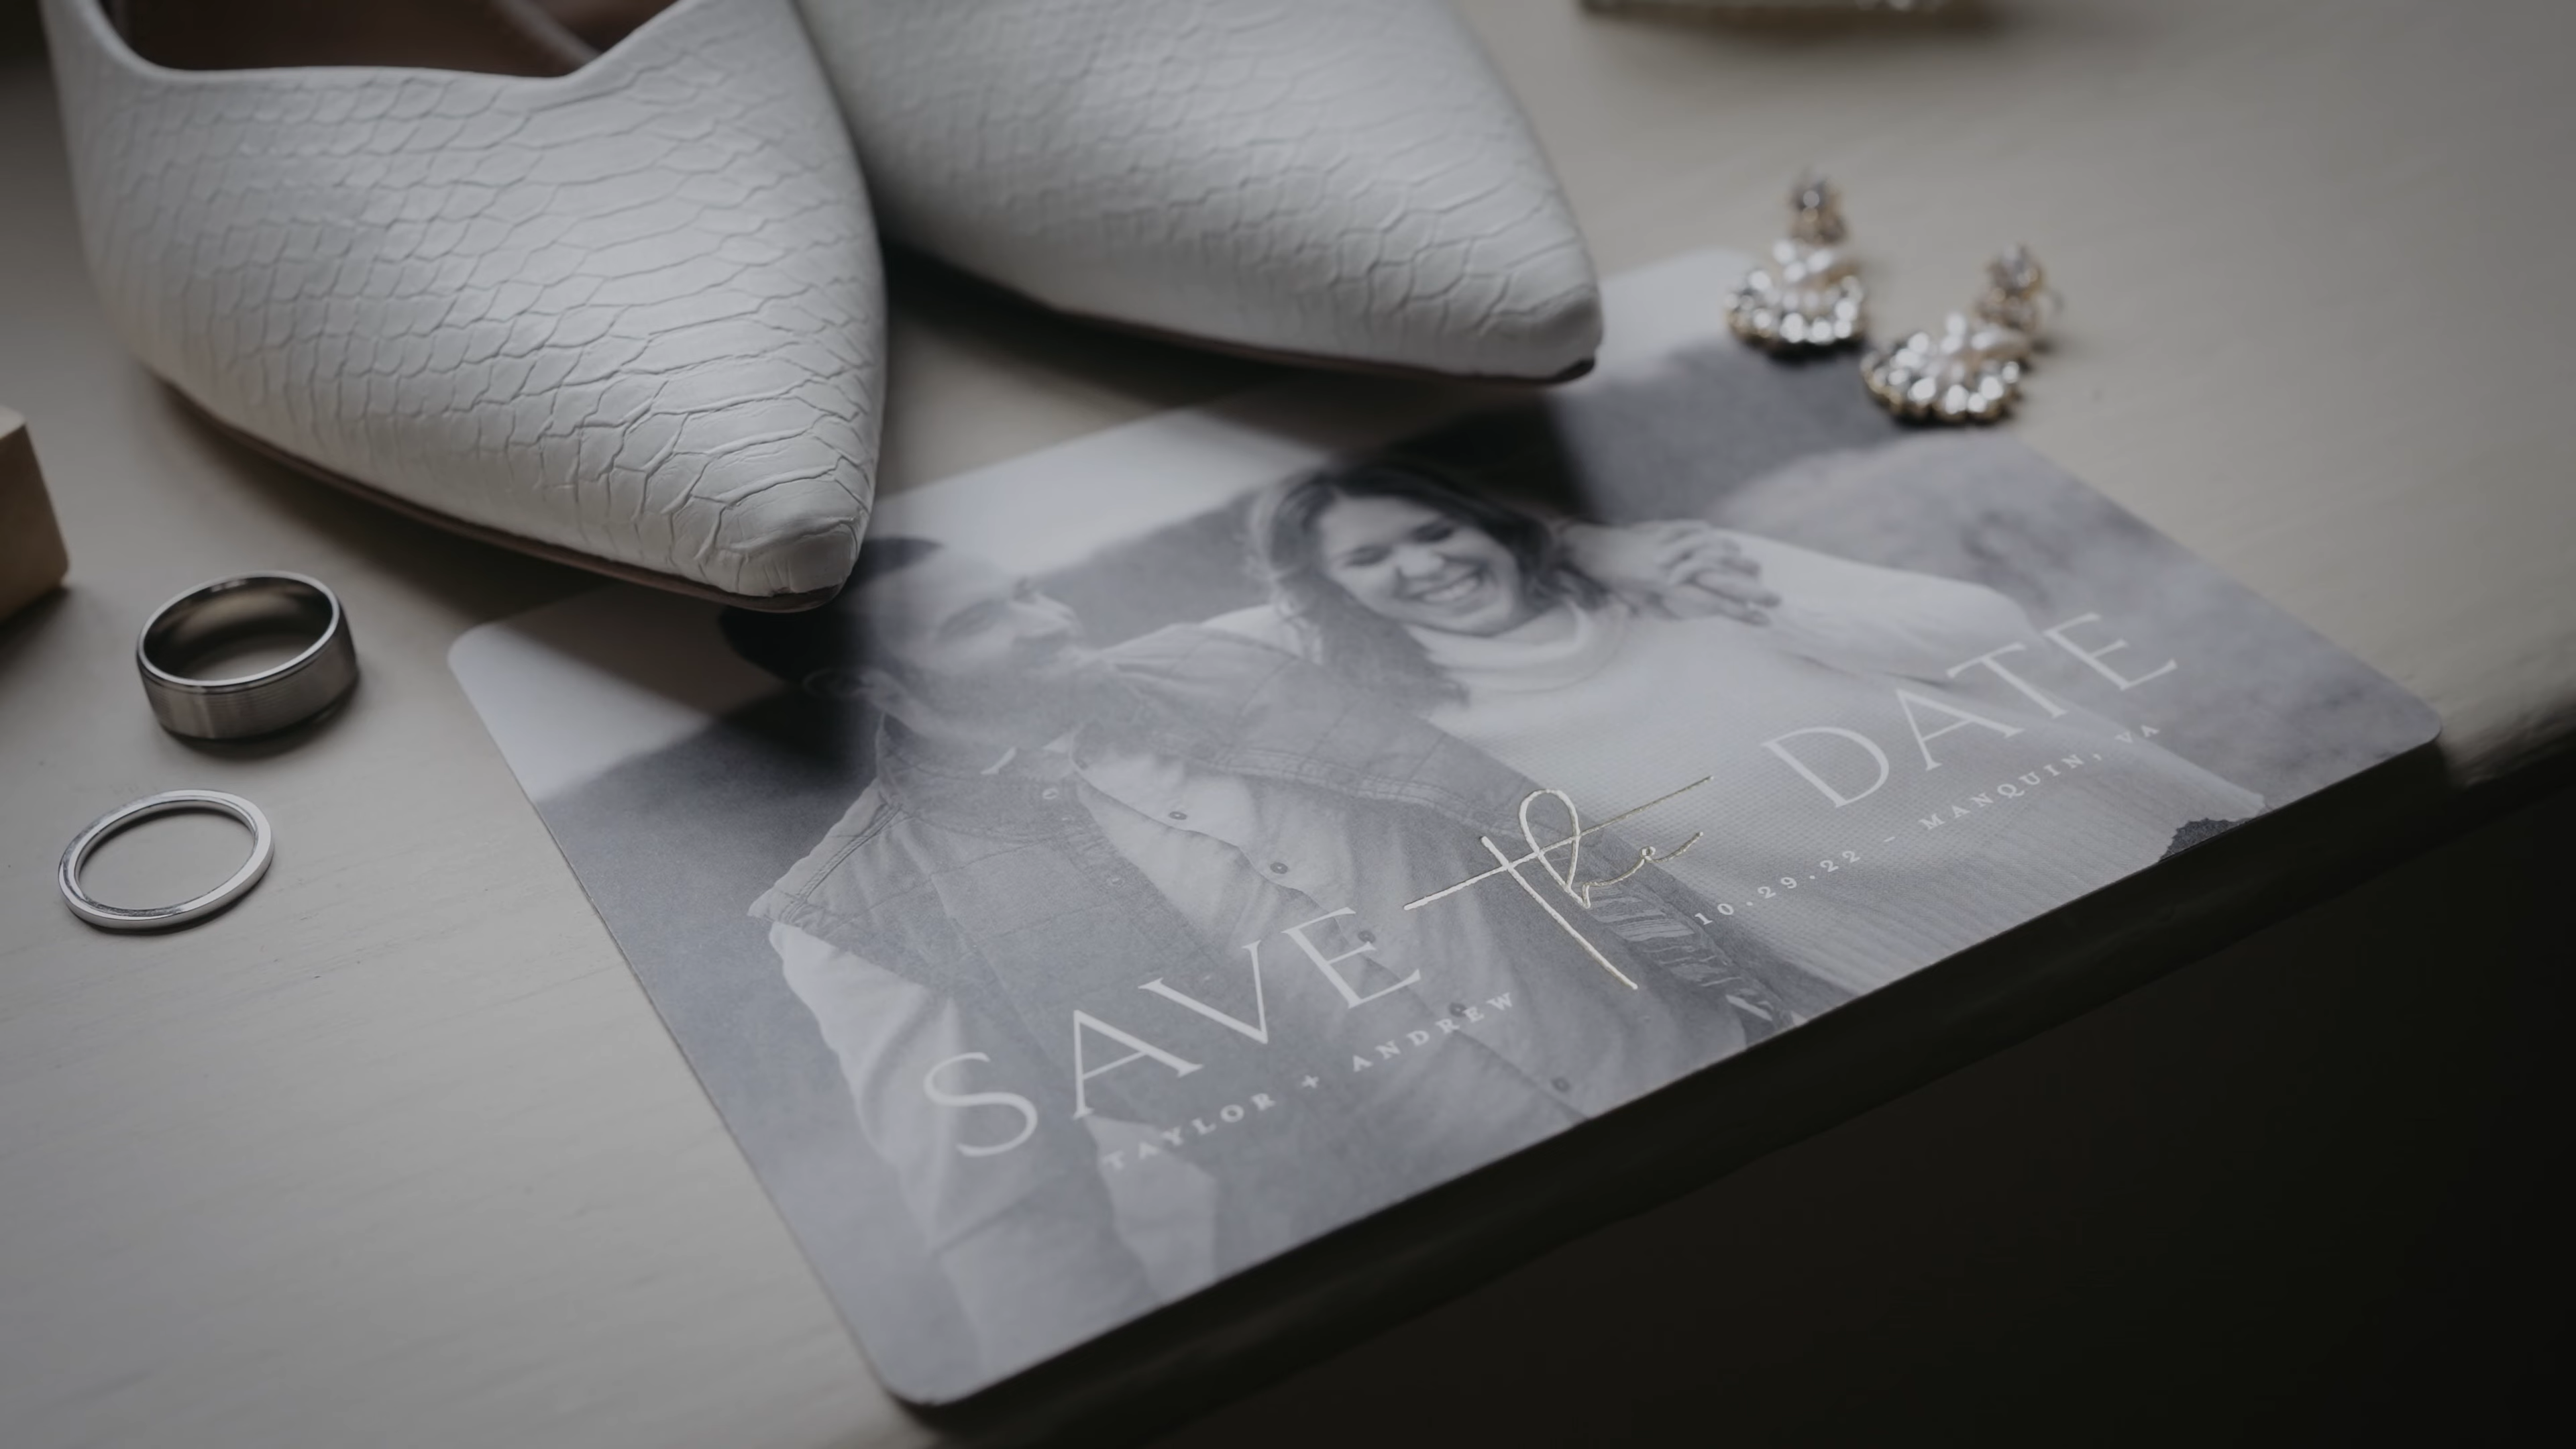 SAVE the DATE
TAYLOR + ANDREW
10.29.22 - MANQUIN, VA